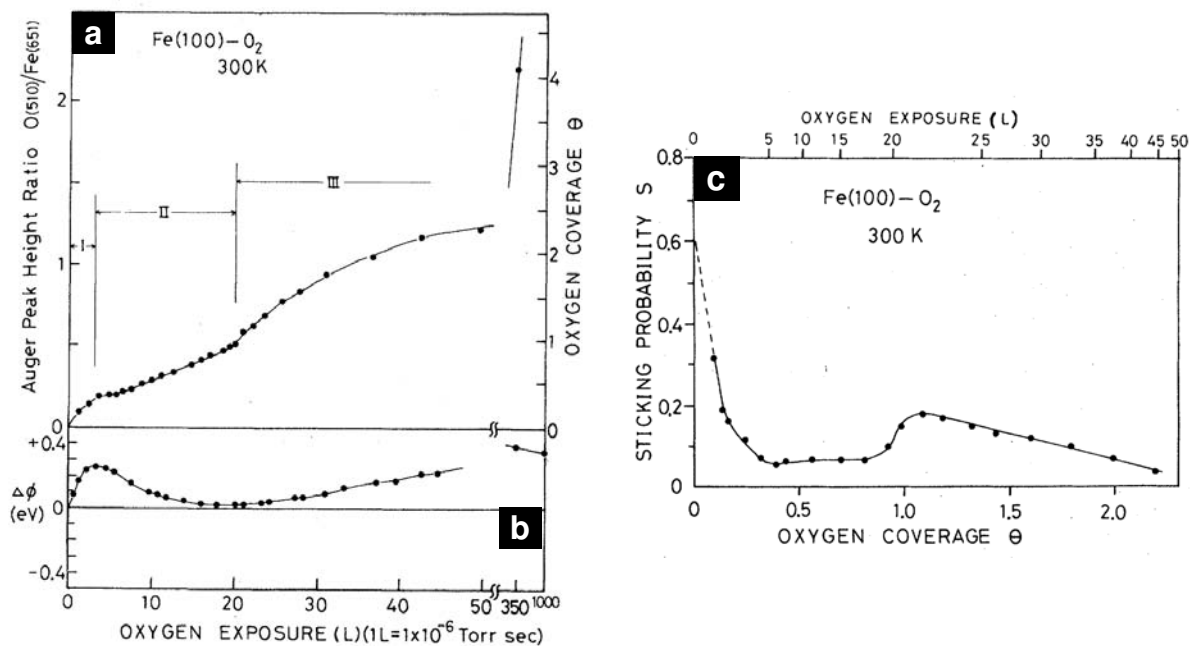 a
Fe(100)-O₂
300K
Auger Peak Height Ratio O(510)/Fe(651)
2
1
0
I
II
III
4
3
2
1
0
OXYGEN COVERAGE θ
+0.4
0
-0.4
Δϕ
(eV)
b
0 10 20 30 40 50 350 1000
OXYGEN EXPOSURE (L)(1L=1x10⁻⁶ Torr sec)
OXYGEN EXPOSURE (L)
0 5 6 10 15 20 25 30 35 40 45 50
c
Fe(100)-O₂
300 K
STICKING PROBABILITY S
0.8
0.6
0.4
0.2
0
0 0.5 1.0 1.5 2.0
OXYGEN COVERAGE θ